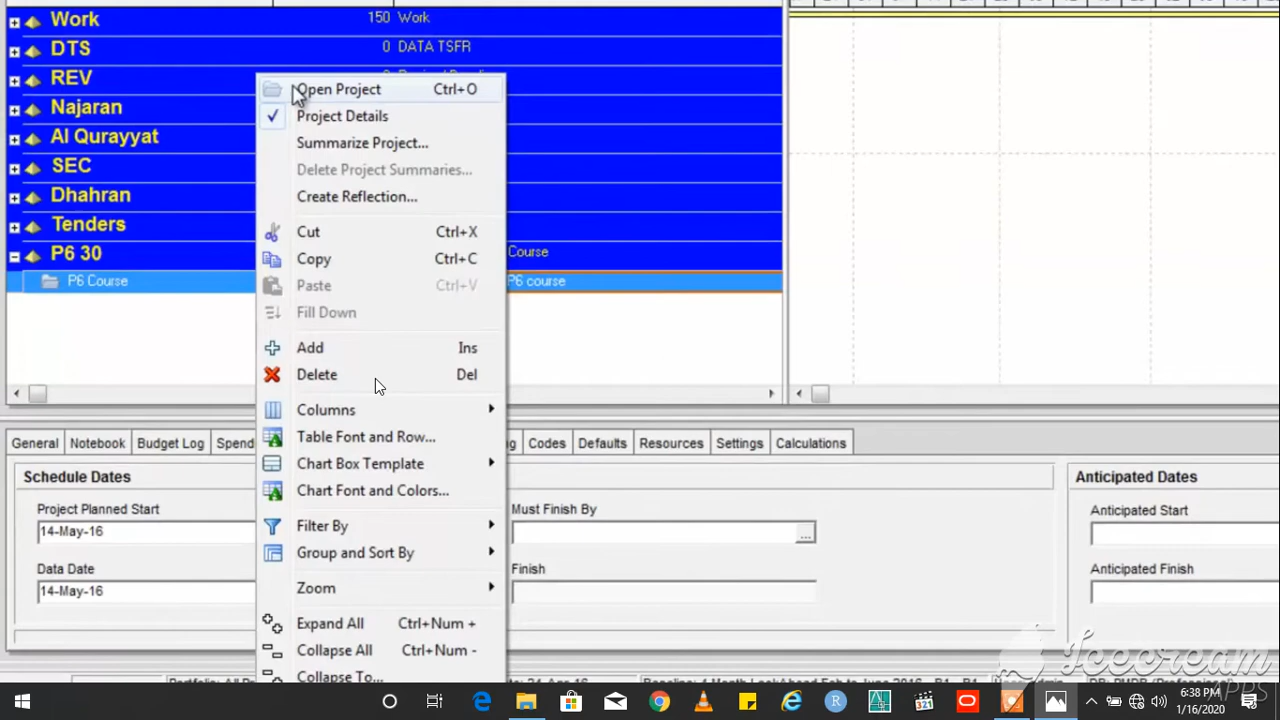 Work 150 Work
DTS 0 DATA TSFR
REV
Najaran
Al Qurayyat
SEC
Dhahran
Tenders
P6 30 Course
P6 Course P6 course
Open Project Ctrl+O
Project Details
Summarize Project...
Delete Project Summaries...
Create Reflection...
Cut Ctrl+X
Copy Ctrl+C
Paste Ctrl+V
Fill Down
Add Ins
Delete Del
Columns
Table Font and Row...
Chart Box Template
Chart Font and Colors...
Filter By
Group and Sort By
Zoom
Expand All Ctrl+Num +
Collapse All Ctrl+Num -
Collapse To...
General Notebook Budget Log Spend Codes Defaults Resources Settings Calculations
Schedule Dates
Project Planned Start
14-May-16
Data Date
14-May-16
Must Finish By
...
Finish
Anticipated Dates
Anticipated Start
Anticipated Finish
Icecream
APPS
6:38 PM
1/16/2020